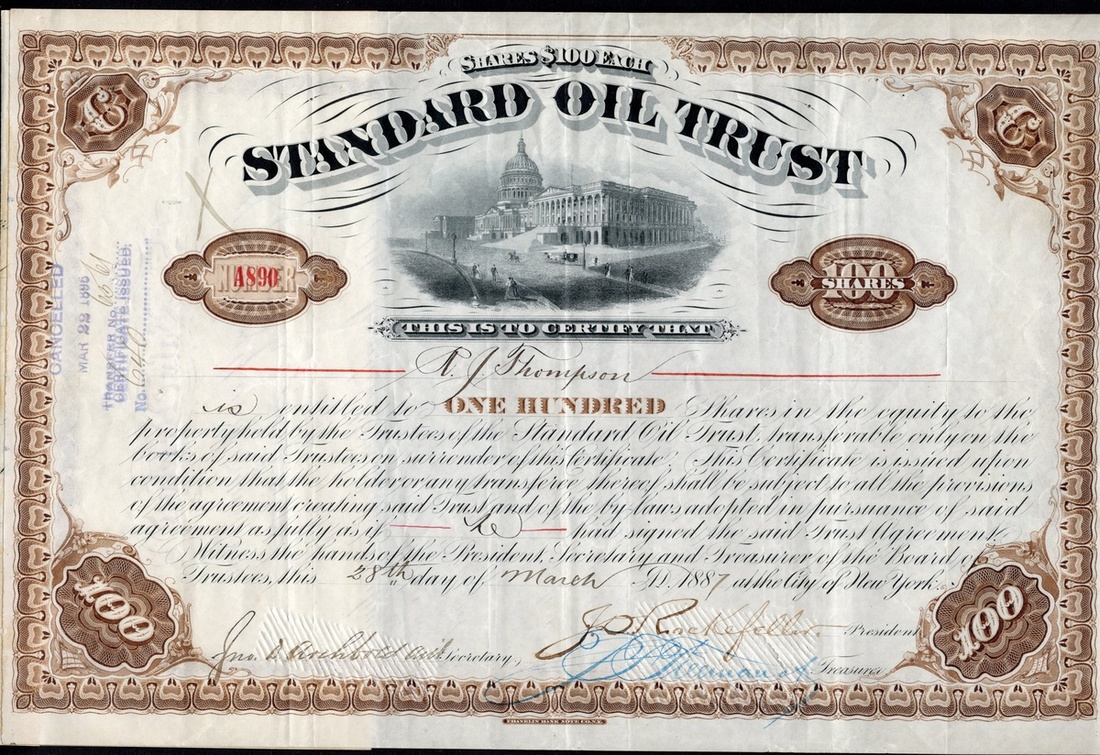 SHARES $100 EACH
STANDARD OIL TRUST
C
C
NUMBER
A890
100
SHARES
CANCELED
MAR 22 1886
TRANSFER NO.
CERTIFICATE ISSUED.
No.
THIS IS TO CERTIFY THAT
A. J. Thompson
is entitled to ONE HUNDRED Shares in the equity to the
property held by the Trustees of the Standard Oil Trust, transferable only on the
books of said Trustees on surrender of this Certificate. This Certificate is issued upon
condition that the holder or any transferee thereof shall be subject to all the provisions
of the agreement creating said Trust and of the by-laws adopted in pursuance of said
agreement as fully as if he had signed the said Trust Agreement.
Witness the hands of the President, Secretary and Treasurer of the Board of
Trustees, this 28th day of March A.D. 1887 at the City of New York.
100
100
Jno. D. Archbold Secretary,
J D Rockefeller. President
Treasurer
FRANKLIN BANK NOTE CO. N.Y.